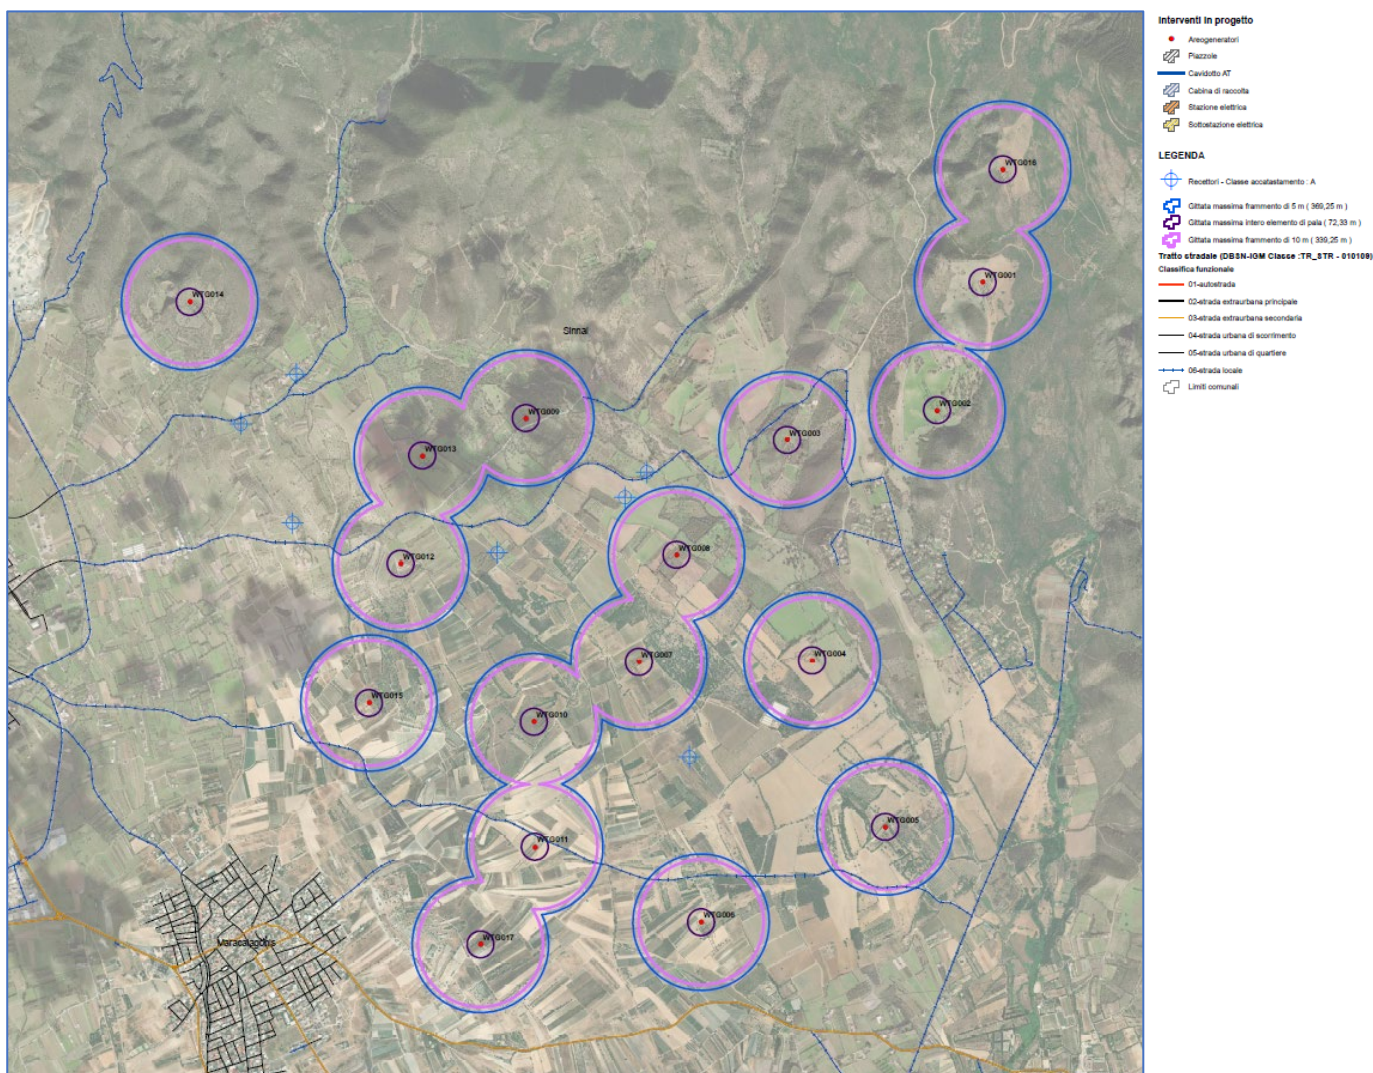 Interventi in progetto
Aerogeneratori
Piazzole
Cavidotto AT
Cabina di raccolta
Stazione elettrica
Sottostazione elettrica
LEGENDA
Recettori - Classe accatastamento : A
Gittata massima frammento di 5 m ( 369,25 m )
Gittata massima intero elemento di pala ( 72,33 m )
Gittata massima frammento di 10 m ( 339,25 m )
Tratto stradale (DBSN-IGM Classe :TR_STR - 010109)
Classifica funzionale
01-autostrada
02-strada extraurbana principale
03-strada extraurbana secondaria
04-strada urbana di scorrimento
05-strada urbana di quartiere
06-strada locale
Limiti comunali
WTG016
WTG001
WTG014
Sinnai
WTG002
WTG009
WTG003
WTG013
WTG008
WTG012
WTG007
WTG004
WTG015
WTG010
WTG005
WTG011
WTG006
WTG017
Maracalagonis